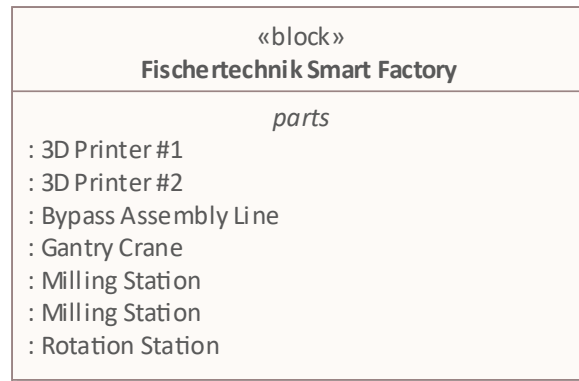 «block»
Fischertechnik Smart Factory
parts
: 3D Printer #1
: 3D Printer #2
: Bypass Assembly Line
: Gantry Crane
: Milling Station
: Milling Station
: Rotation Station